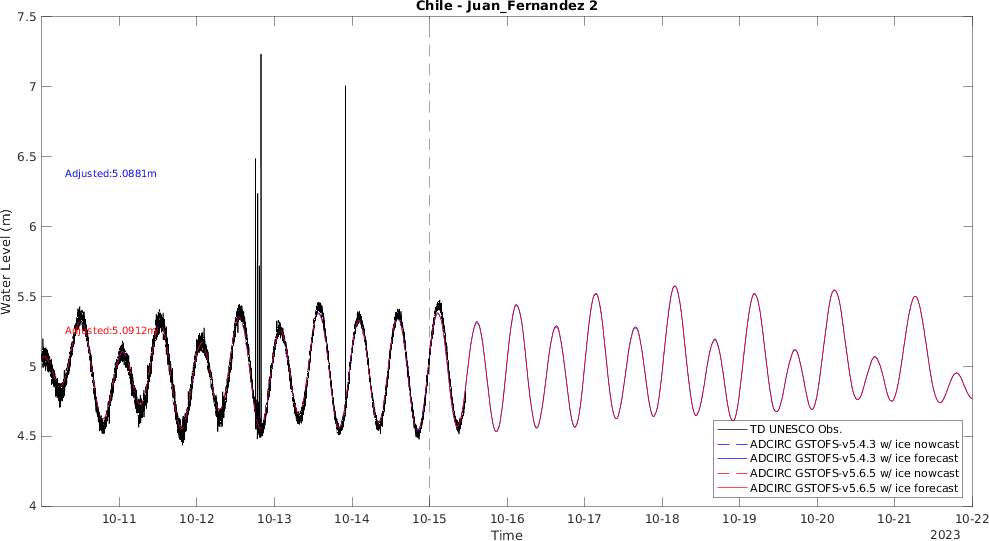 Chile - Juan_Fernandez 2
7.5
7
6.5
6
5.5
5
4.5
4
Water Level (m)
Adjusted:5.0881m
Adjusted:5.0912m
TD UNESCO Obs.
ADCIRC GSTOFS-v5.4.3 w/ ice nowcast
ADCIRC GSTOFS-v5.4.3 w/ ice forecast
ADCIRC GSTOFS-v5.6.5 w/ ice nowcast
ADCIRC GSTOFS-v5.6.5 w/ ice forecast
10-11 10-12 10-13 10-14 10-15 10-16 10-17 10-18 10-19 10-20 10-21 10-22
Time
2023